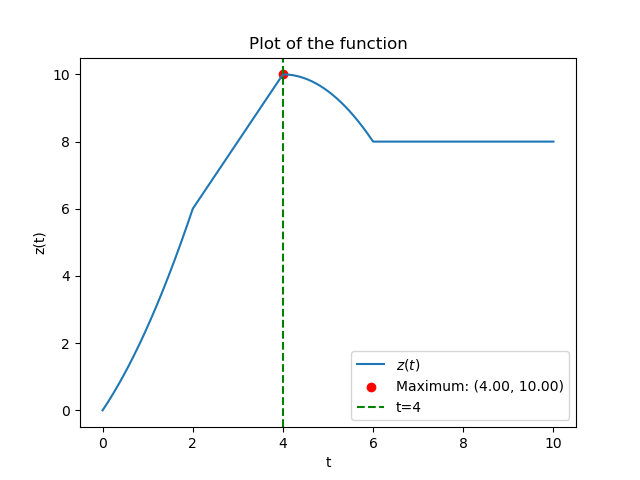 Plot of the function
z(t)
10
8
6
4
2
0
0 2 4 6 8 10
t
z(t)
Maximum: (4.00, 10.00)
t=4